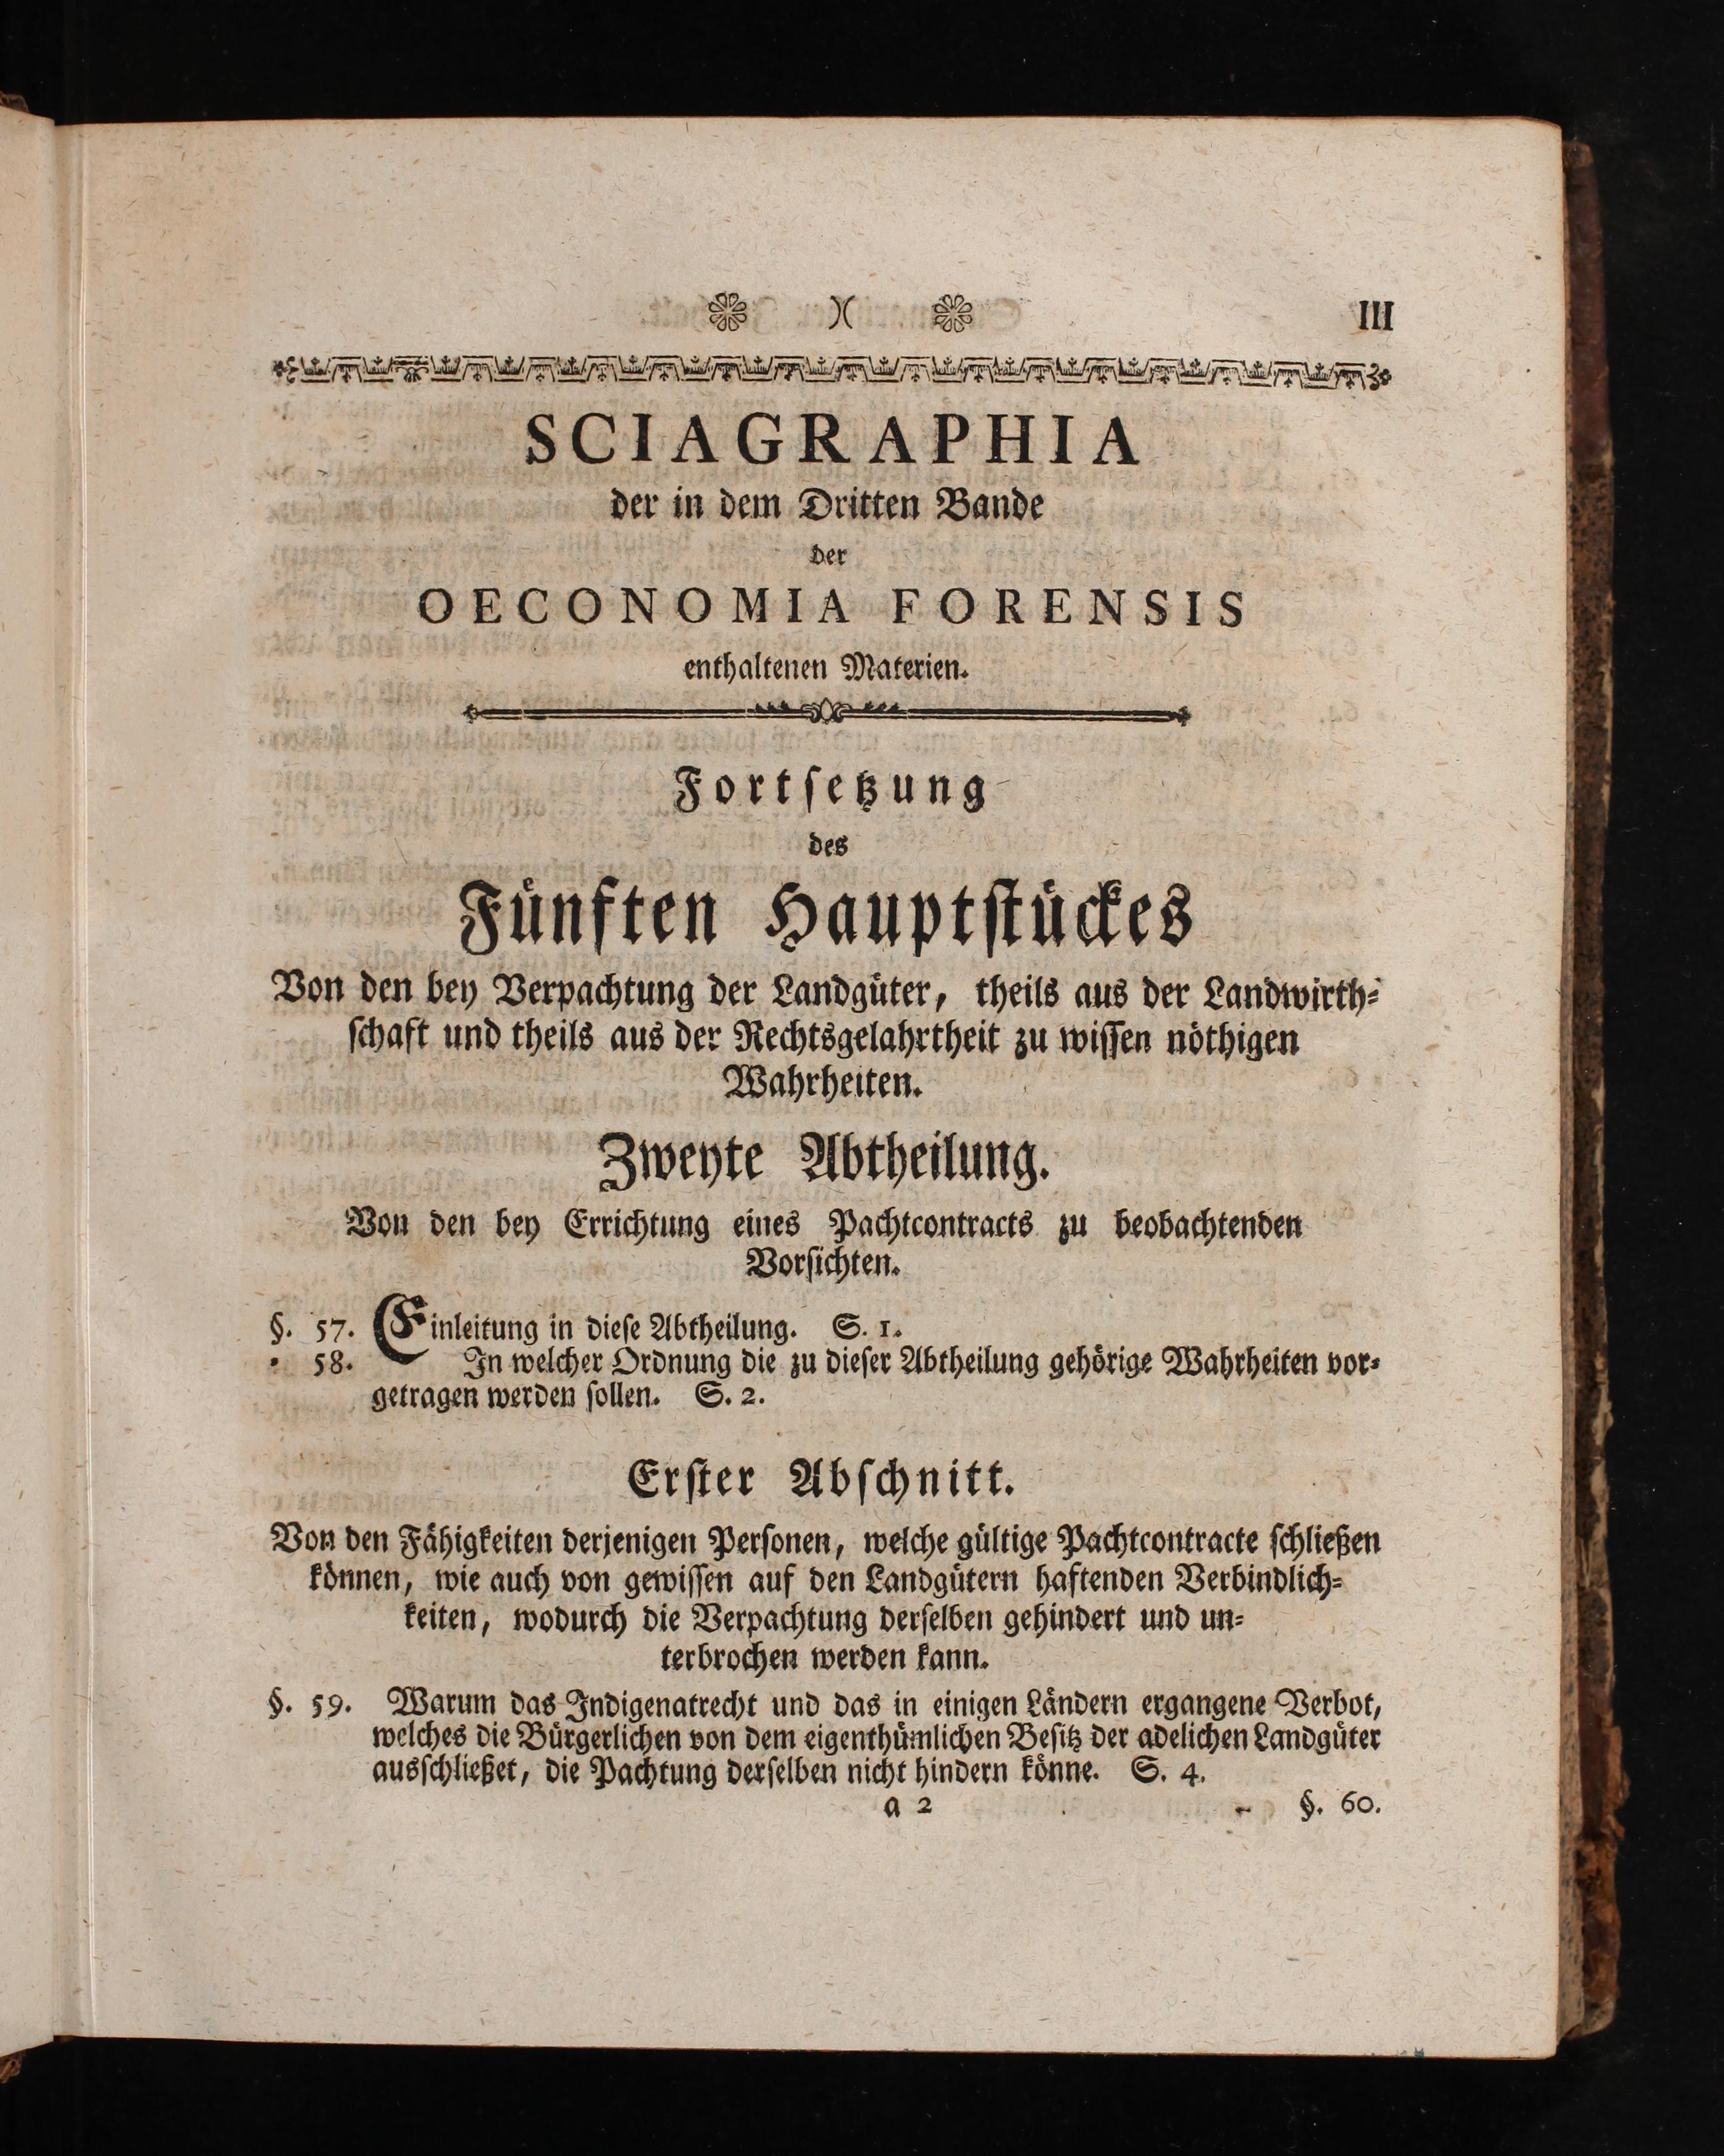 )( III
SCIAGRAPHIA
der in dem Dritten Bande
der
OECONOMIA FORENSIS
enthaltenen Materien.
Fortſetzung
des
Fünften Hauptſtückes
Von den bey Verpachtung der Landgüter, theils aus der Landwirth⸗
ſchaft und theils aus der Rechtsgelahrtheit zu wiſſen nöthigen
Wahrheiten.
Zweyte Abtheilung.
Von den bey Errichtung eines Pachtcontracts zu beobachtenden
Vorſichten.
§. 57. Einleitung in dieſe Abtheilung. S. 1.
⸗ 58. In welcher Ordnung die zu dieſer Abtheilung gehörige Wahrheiten vor⸗
getragen werden ſollen. S. 2.
Erſter Abſchnitt.
Von den Fähigkeiten derjenigen Perſonen, welche gültige Pachtcontracte ſchließen
können, wie auch von gewiſſen auf den Landgütern haftenden Verbindlich⸗
keiten, wodurch die Verpachtung derſelben gehindert und un⸗
terbrochen werden kann.
§. 59. Warum das Indigenatrecht und das in einigen Ländern ergangene Verbot,
welches die Bürgerlichen von dem eigenthümlichen Beſitz der adelichen Landgüter
ausſchließet, die Pachtung derſelben nicht hindern könne. S. 4.
a 2 §. 60.